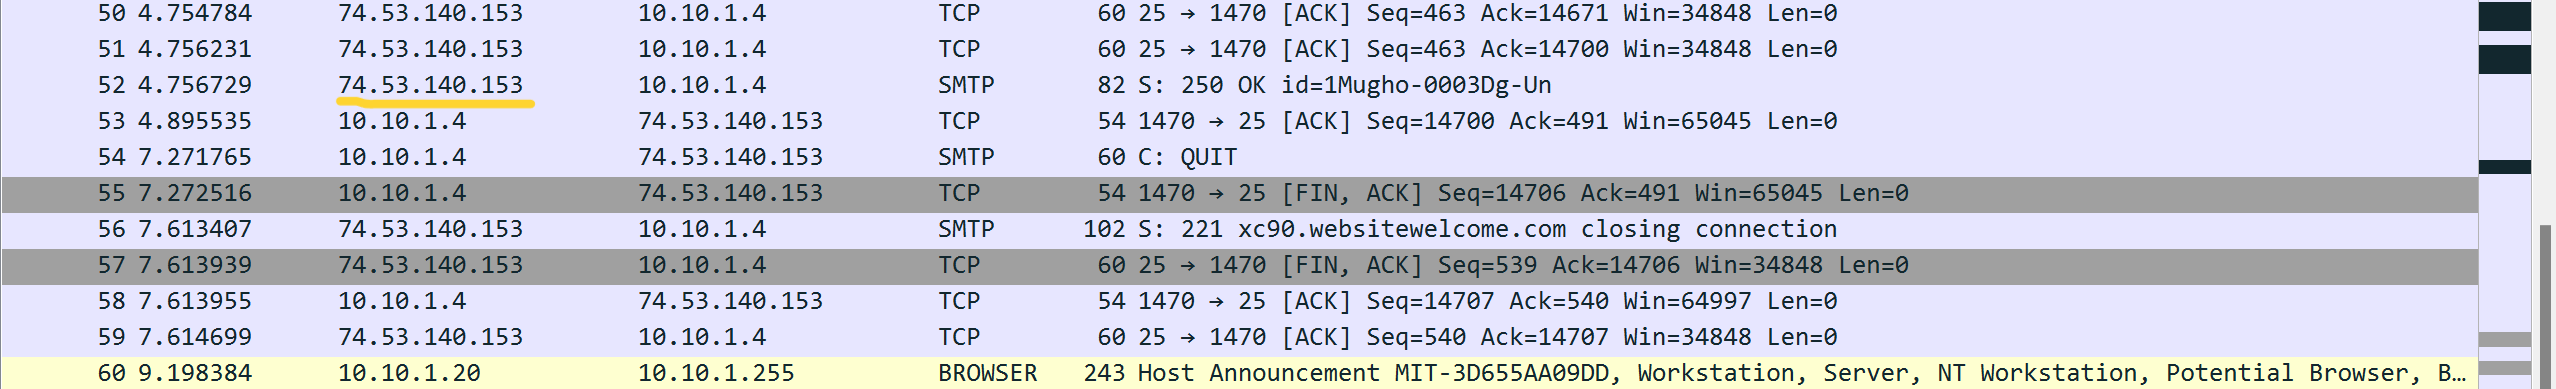 50 4.754784 74.53.140.153 10.10.1.4 TCP 60 25 → 1470 [ACK] Seq=463 Ack=14671 Win=34848 Len=0
51 4.756231 74.53.140.153 10.10.1.4 TCP 60 25 → 1470 [ACK] Seq=463 Ack=14700 Win=34848 Len=0
52 4.756729 74.53.140.153 10.10.1.4 SMTP 82 S: 250 OK id=1Mugho-0003Dg-Un
53 4.895535 10.10.1.4 74.53.140.153 TCP 54 1470 → 25 [ACK] Seq=14700 Ack=491 Win=65045 Len=0
54 7.271765 10.10.1.4 74.53.140.153 SMTP 60 C: QUIT
55 7.272516 10.10.1.4 74.53.140.153 TCP 54 1470 → 25 [FIN, ACK] Seq=14706 Ack=491 Win=65045 Len=0
56 7.613407 74.53.140.153 10.10.1.4 SMTP 102 S: 221 xc90.websitewelcome.com closing connection
57 7.613939 74.53.140.153 10.10.1.4 TCP 60 25 → 1470 [FIN, ACK] Seq=539 Ack=14706 Win=34848 Len=0
58 7.613955 10.10.1.4 74.53.140.153 TCP 54 1470 → 25 [ACK] Seq=14707 Ack=540 Win=64997 Len=0
59 7.614699 74.53.140.153 10.10.1.4 TCP 60 25 → 1470 [ACK] Seq=540 Ack=14707 Win=34848 Len=0
60 9.198384 10.10.1.20 10.10.1.255 BROWSER 243 Host Announcement MIT-3D655AA09DD, Workstation, Server, NT Workstation, Potential Browser, B…